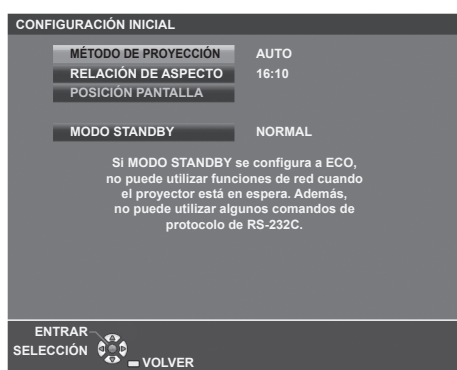 CONFIGURACIÓN INICIAL
MÉTODO DE PROYECCIÓN AUTO
RELACIÓN DE ASPECTO 16:10
POSICIÓN PANTALLA
MODO STANDBY NORMAL
Si MODO STANDBY se configura a ECO,
no puede utilizar funciones de red cuando
el proyector está en espera. Además,
no puede utilizar algunos comandos de
protocolo de RS-232C.
ENTRAR
SELECCIÓN
VOLVER